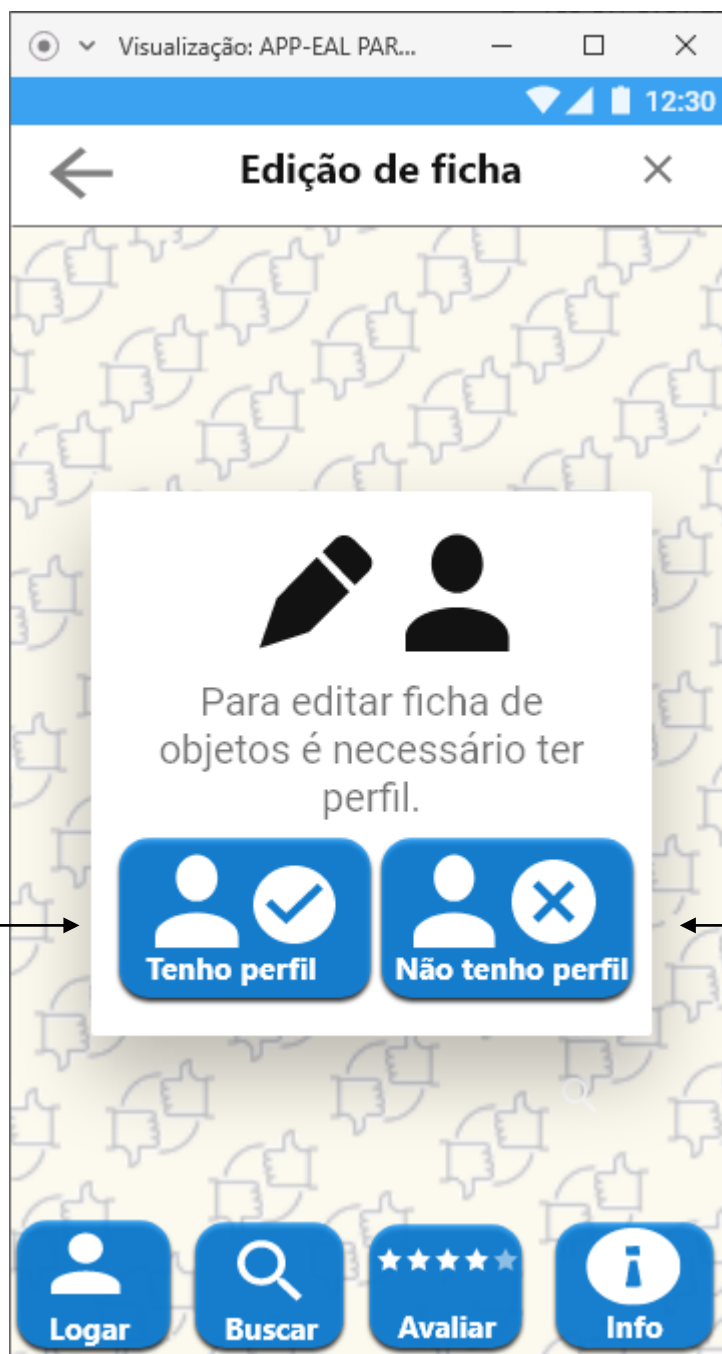 Visualização: APP-EAL PAR...
12:30
Edição de ficha
Para editar ficha de
objetos é necessário ter
perfil.
Tenho perfil
Não tenho perfil
Logar
Buscar
Avaliar
Info